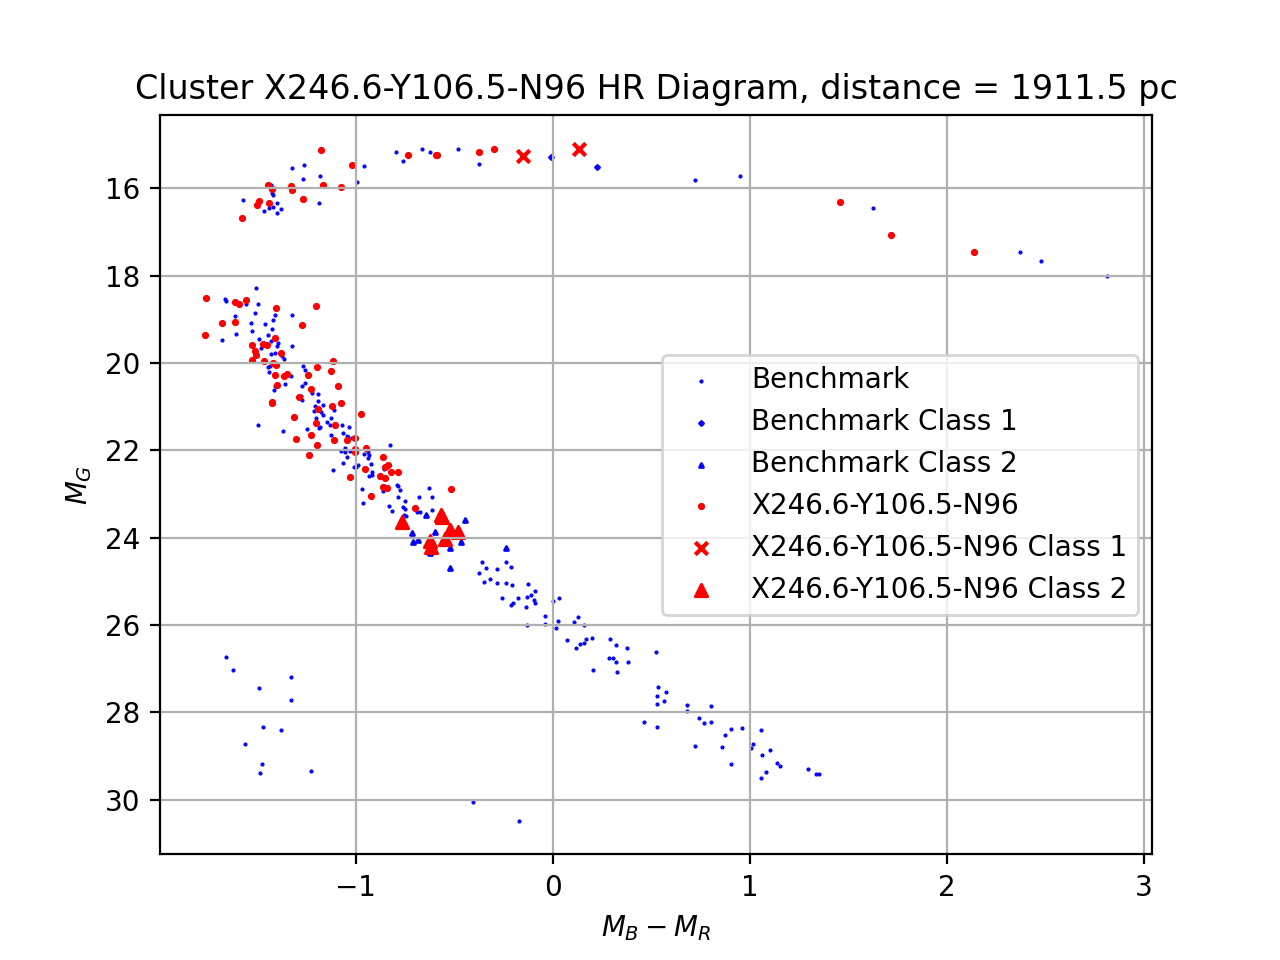 Cluster X246.6-Y106.5-N96 HR Diagram, distance = 1911.5 pc
16
18
20
22
24
26
28
30
M_G
Benchmark
Benchmark Class 1
Benchmark Class 2
X246.6-Y106.5-N96
X246.6-Y106.5-N96 Class 1
X246.6-Y106.5-N96 Class 2
−1 0 1 2 3
M_B − M_R